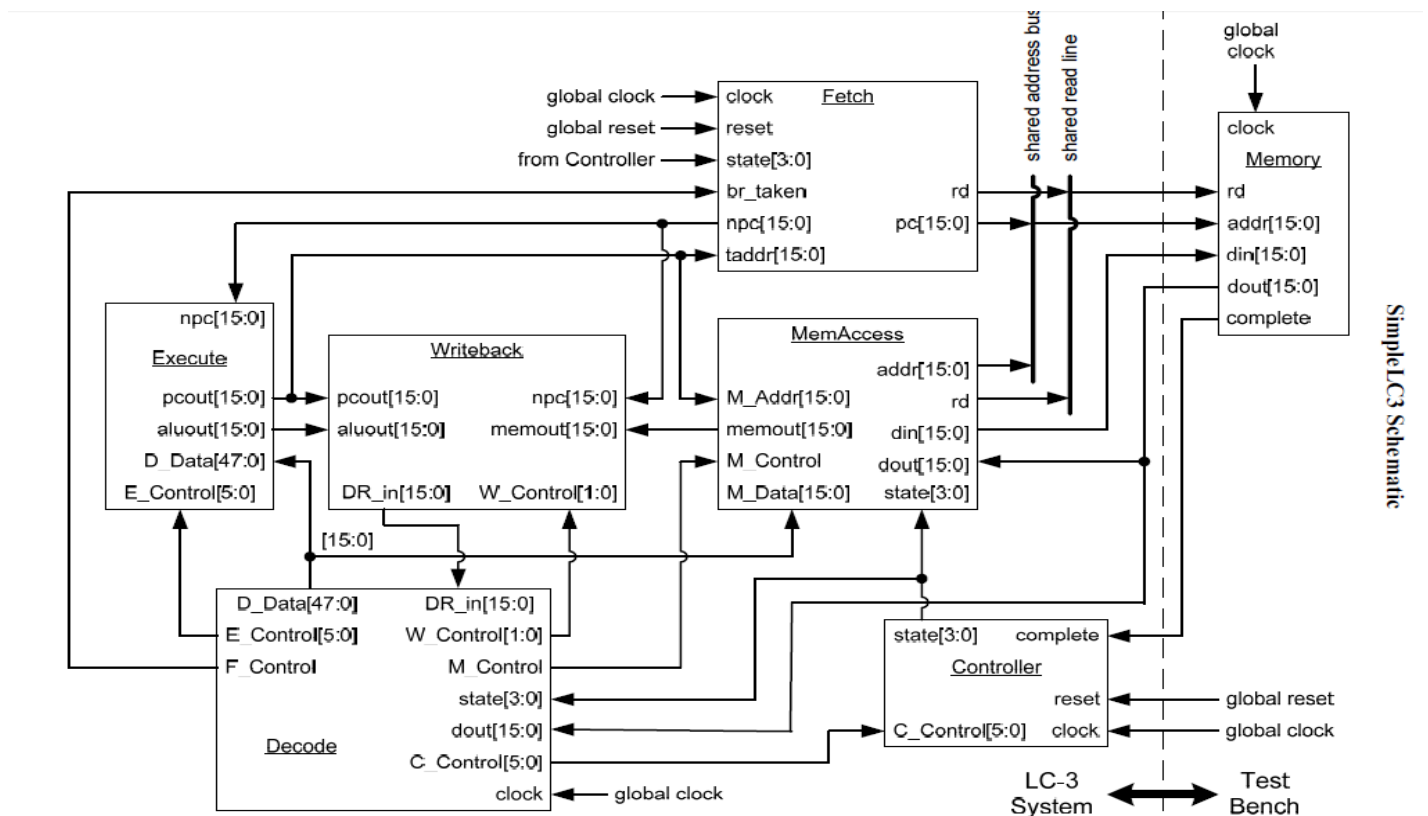 global
clock
shared address bus
shared read line
global clock
global reset
from Controller
clock
Fetch
reset
state[3:0]
br_taken
rd
npc[15:0]
pc[15:0]
taddr[15:0]
clock
Memory
rd
addr[15:0]
din[15:0]
dout[15:0]
complete
SimpleLC3 Schematic
npc[15:0]
Execute
pcout[15:0]
aluout[15:0]
D_Data[47:0]
E_Control[5:0]
Writeback
pcout[15:0]
npc[15:0]
aluout[15:0]
memout[15:0]
DR_in[15:0]
W_Control[1:0]
MemAccess
addr[15:0]
M_Addr[15:0]
rd
memout[15:0]
din[15:0]
M_Control
dout[15:0]
M_Data[15:0]
state[3:0]
[15:0]
D_Data[47:0]
DR_in[15:0]
E_Control[5:0]
W_Control[1:0]
F_Control
M_Control
state[3:0]
dout[15:0]
Decode
C_Control[5:0]
clock
global clock
state[3:0]
complete
Controller
reset
C_Control[5:0]
clock
global reset
global clock
LC-3
System
Test
Bench